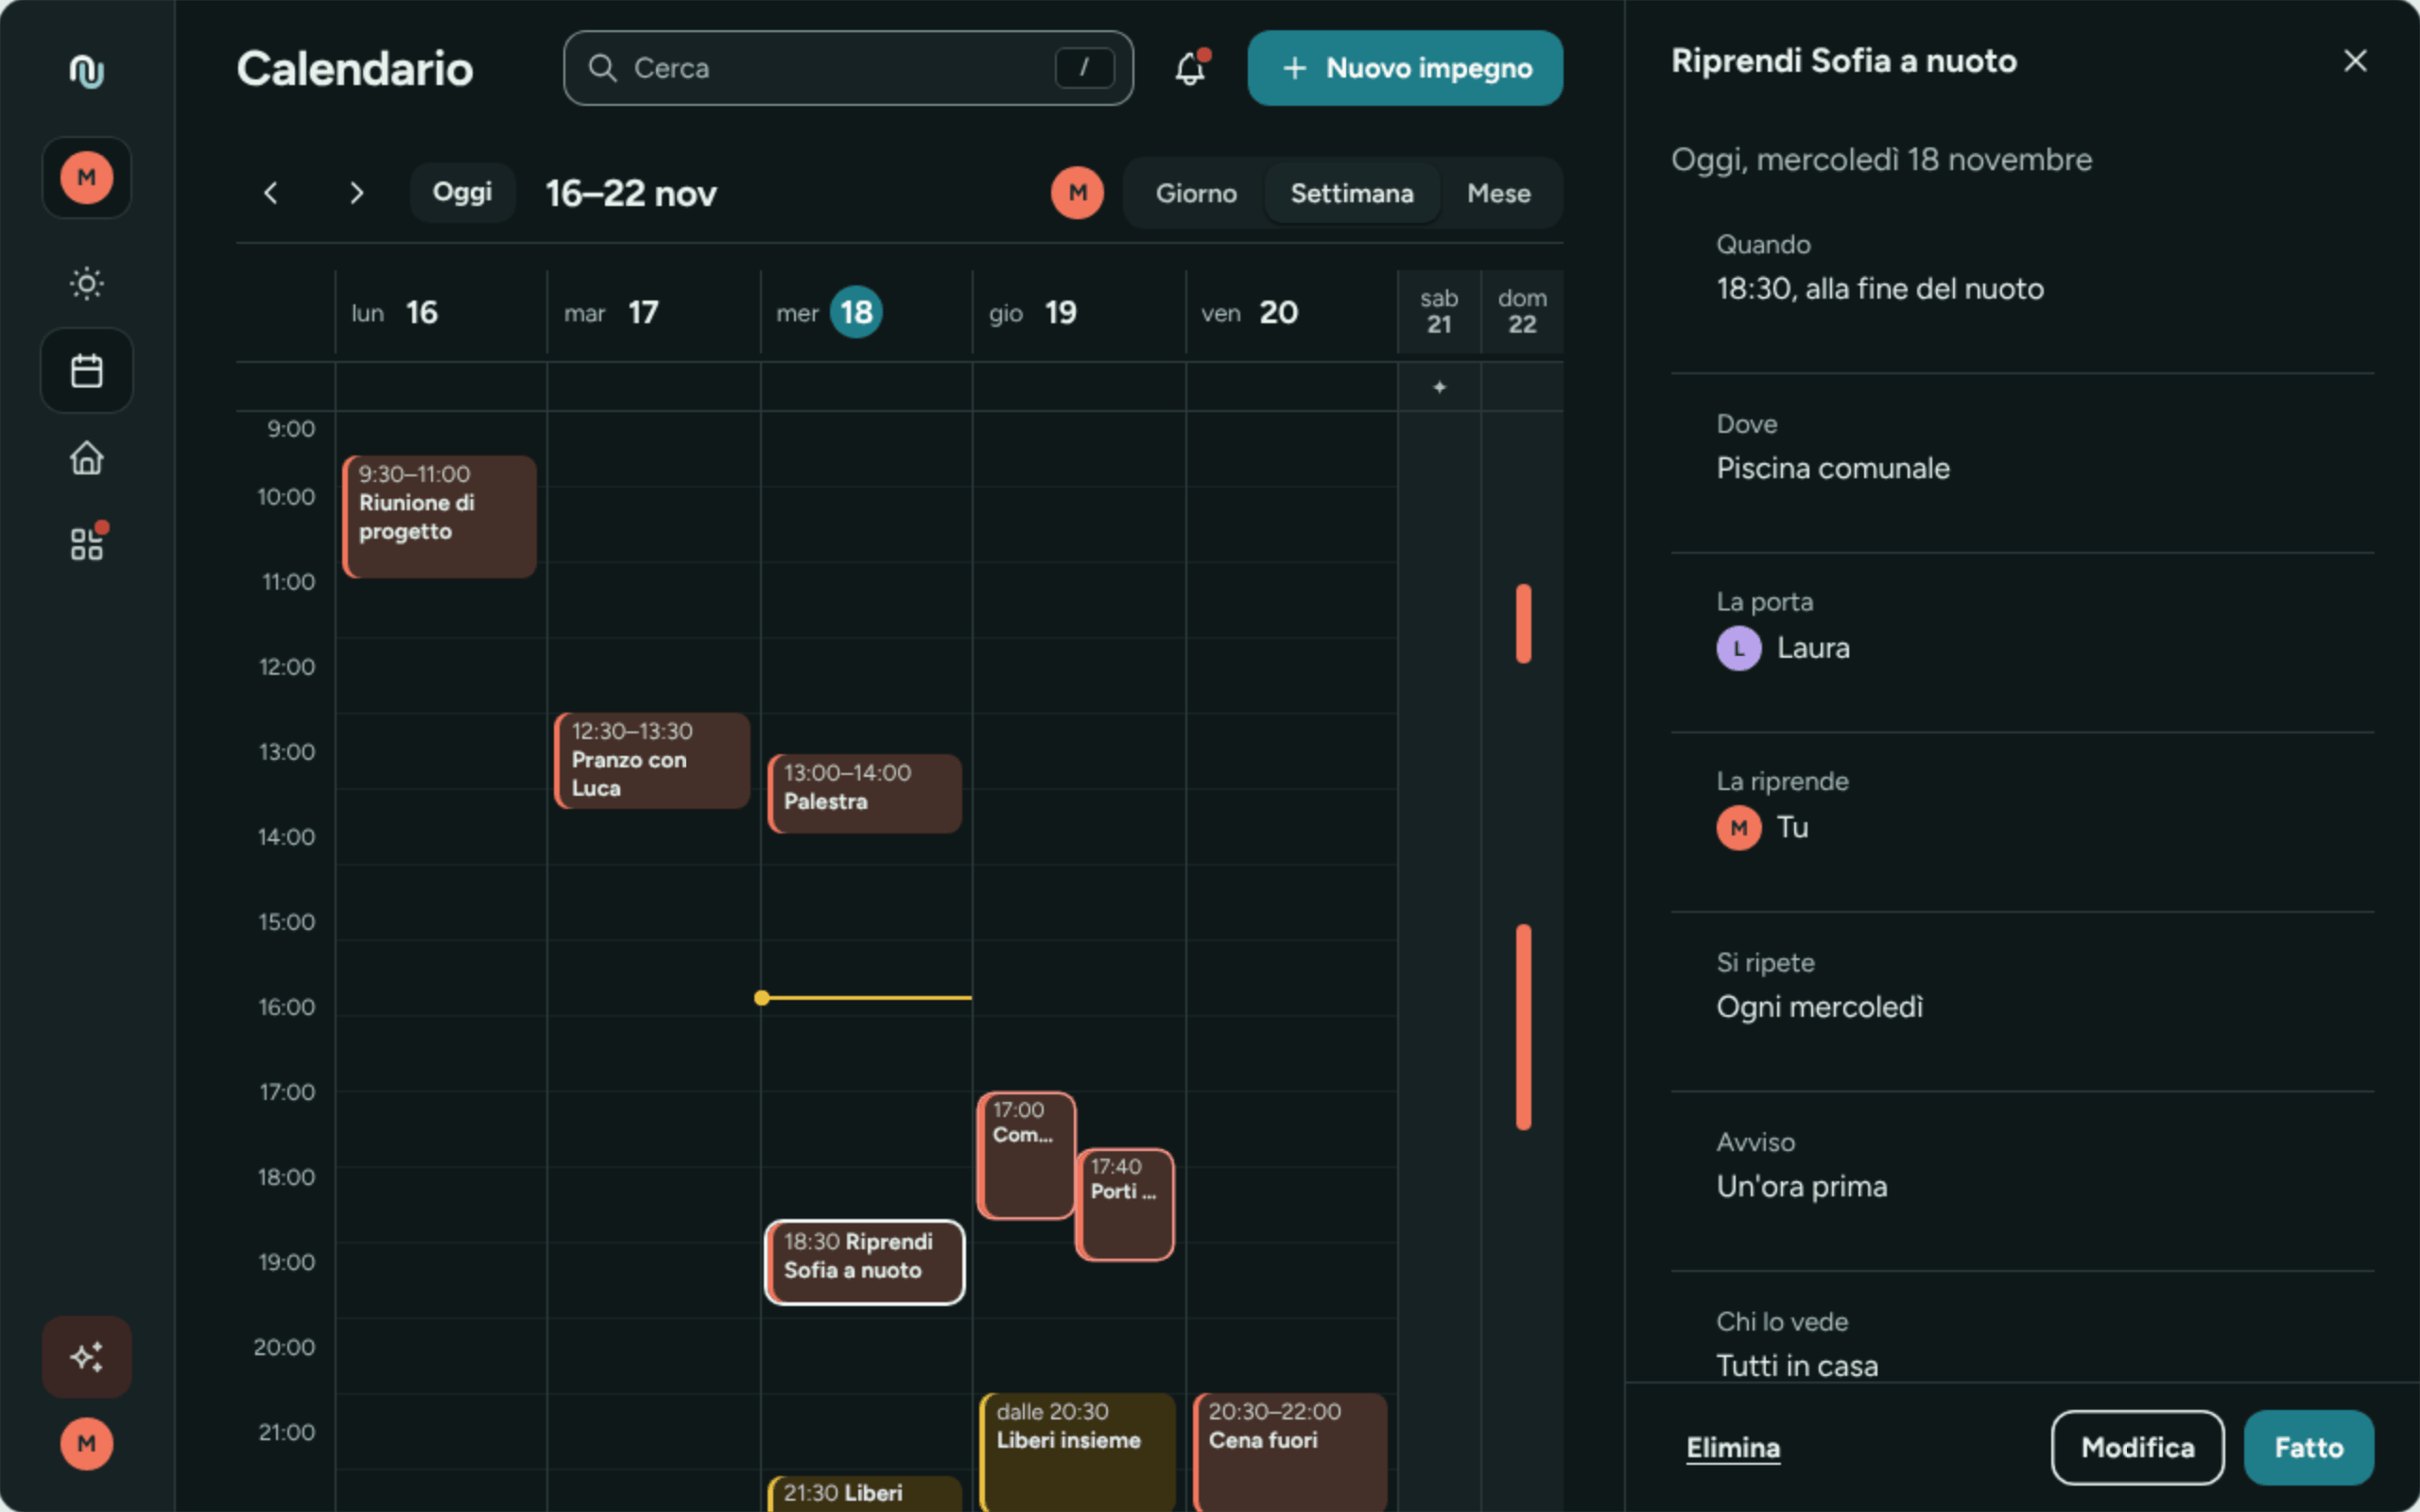 Calendario
Cerca
/
+ Nuovo impegno
M
Oggi
16–22 nov
M
Giorno
Settimana
Mese
lun 16
mar 17
mer 18
gio 19
ven 20
sab
21
dom
22
9:00
10:00
11:00
12:00
13:00
14:00
15:00
16:00
17:00
18:00
19:00
20:00
21:00
9:30–11:00
Riunione di
progetto
12:30–13:30
Pranzo con
Luca
13:00–14:00
Palestra
18:30 Riprendi
Sofia a nuoto
21:30 Liberi
17:00
Com...
17:40
Porti ...
dalle 20:30
Liberi insieme
20:30–22:00
Cena fuori
M
Riprendi Sofia a nuoto
Oggi, mercoledì 18 novembre
Quando
18:30, alla fine del nuoto
Dove
Piscina comunale
La porta
L Laura
La riprende
M Tu
Si ripete
Ogni mercoledì
Avviso
Un'ora prima
Chi lo vede
Tutti in casa
Elimina
Modifica
Fatto